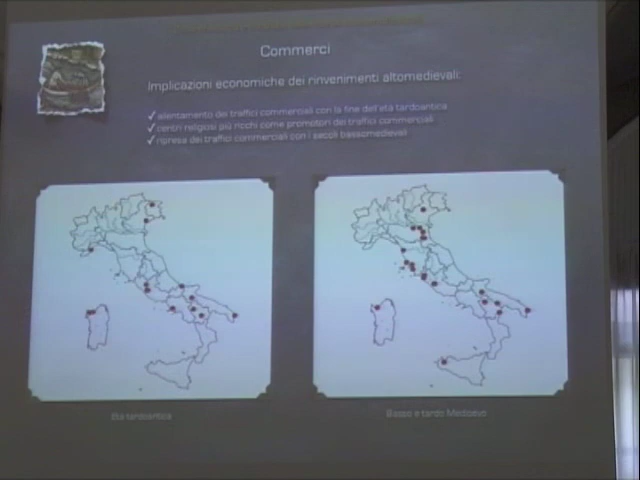 Commerci
Implicazioni economiche dei rinvenimenti altomedievali:
✓ allentamento dei traffici commerciali con la fine dell'età tardoantica
✓ centri religiosi più ricchi come promotori dei traffici commerciali
✓ ripresa dei traffici commerciali con i secoli bassomedievali
Età tardoantica
Basso e tardo Medioevo